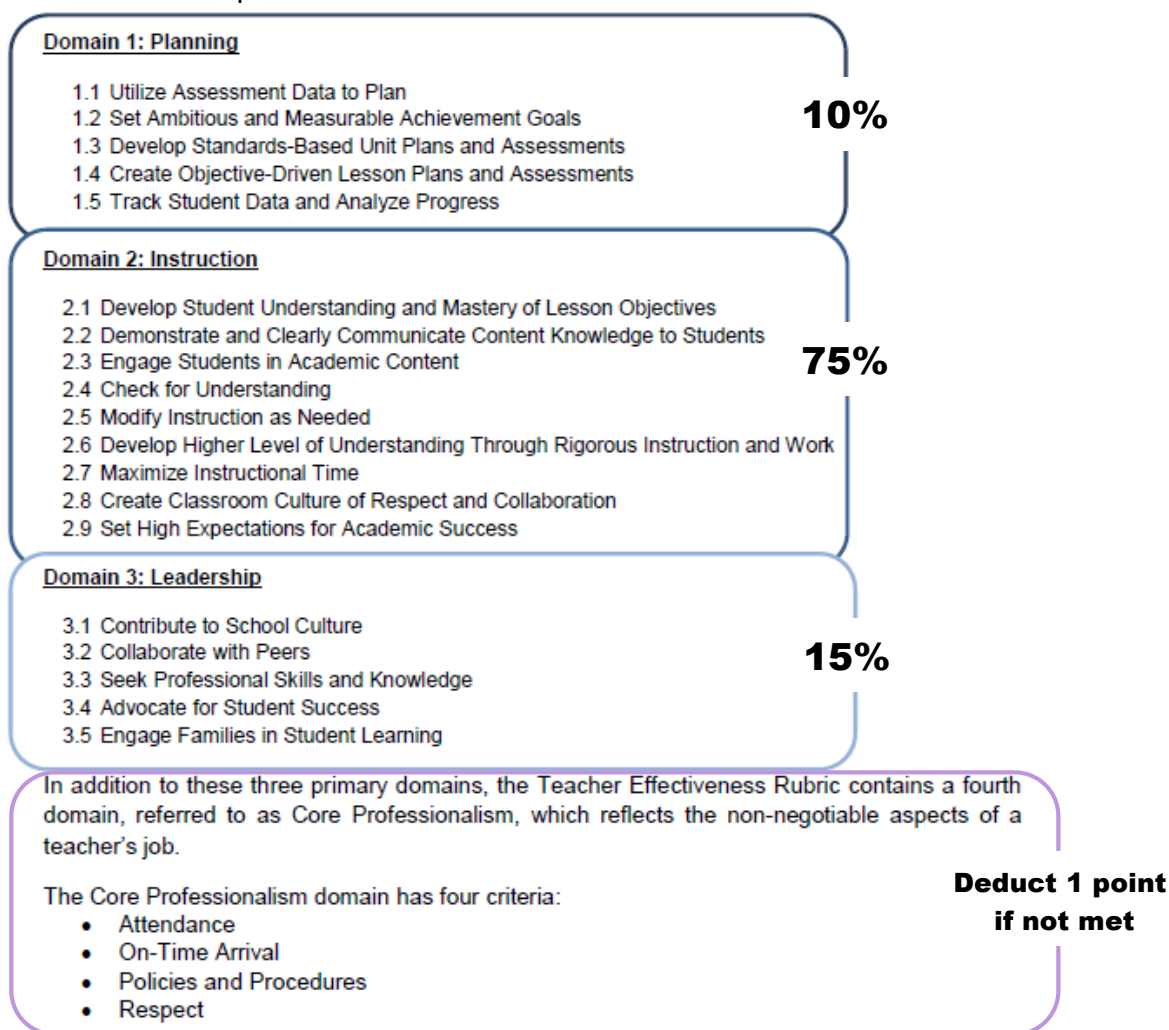 Domain 1: Planning
1.1 Utilize Assessment Data to Plan
1.2 Set Ambitious and Measurable Achievement Goals
1.3 Develop Standards-Based Unit Plans and Assessments
1.4 Create Objective-Driven Lesson Plans and Assessments
1.5 Track Student Data and Analyze Progress
10%
Domain 2: Instruction
2.1 Develop Student Understanding and Mastery of Lesson Objectives
2.2 Demonstrate and Clearly Communicate Content Knowledge to Students
2.3 Engage Students in Academic Content
2.4 Check for Understanding
2.5 Modify Instruction as Needed
2.6 Develop Higher Level of Understanding Through Rigorous Instruction and Work
2.7 Maximize Instructional Time
2.8 Create Classroom Culture of Respect and Collaboration
2.9 Set High Expectations for Academic Success
75%
Domain 3: Leadership
3.1 Contribute to School Culture
3.2 Collaborate with Peers
3.3 Seek Professional Skills and Knowledge
3.4 Advocate for Student Success
3.5 Engage Families in Student Learning
15%
In addition to these three primary domains, the Teacher Effectiveness Rubric contains a fourth
domain, referred to as Core Professionalism, which reflects the non-negotiable aspects of a
teacher's job.
The Core Professionalism domain has four criteria:
• Attendance
• On-Time Arrival
• Policies and Procedures
• Respect
Deduct 1 point
if not met